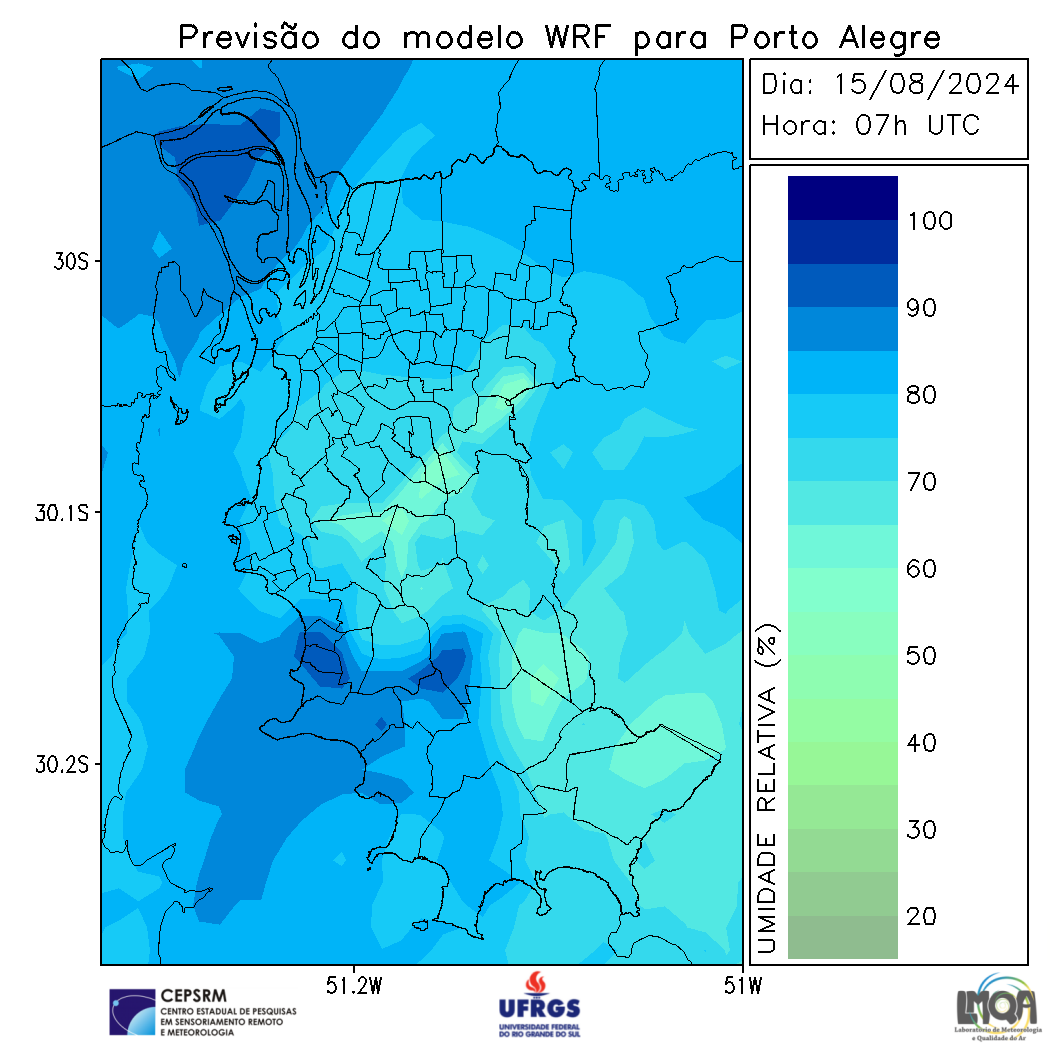 Previsão do modelo WRF para Porto Alegre
Dia: 15/08/2024
Hora: 07h UTC
100
90
80
70
60
50
40
30
20
UMIDADE RELATIVA (%)
30S
30.1S
30.2S
51.2W
51W
CEPSRM
CENTRO ESTADUAL DE PESQUISAS
EM SENSORIAMENTO REMOTO
E METEOROLOGIA
UFRGS
UNIVERSIDADE FEDERAL
DO RIO GRANDE DO SUL
LMQA
Laboratório de Meteorologia
e Qualidade do Ar